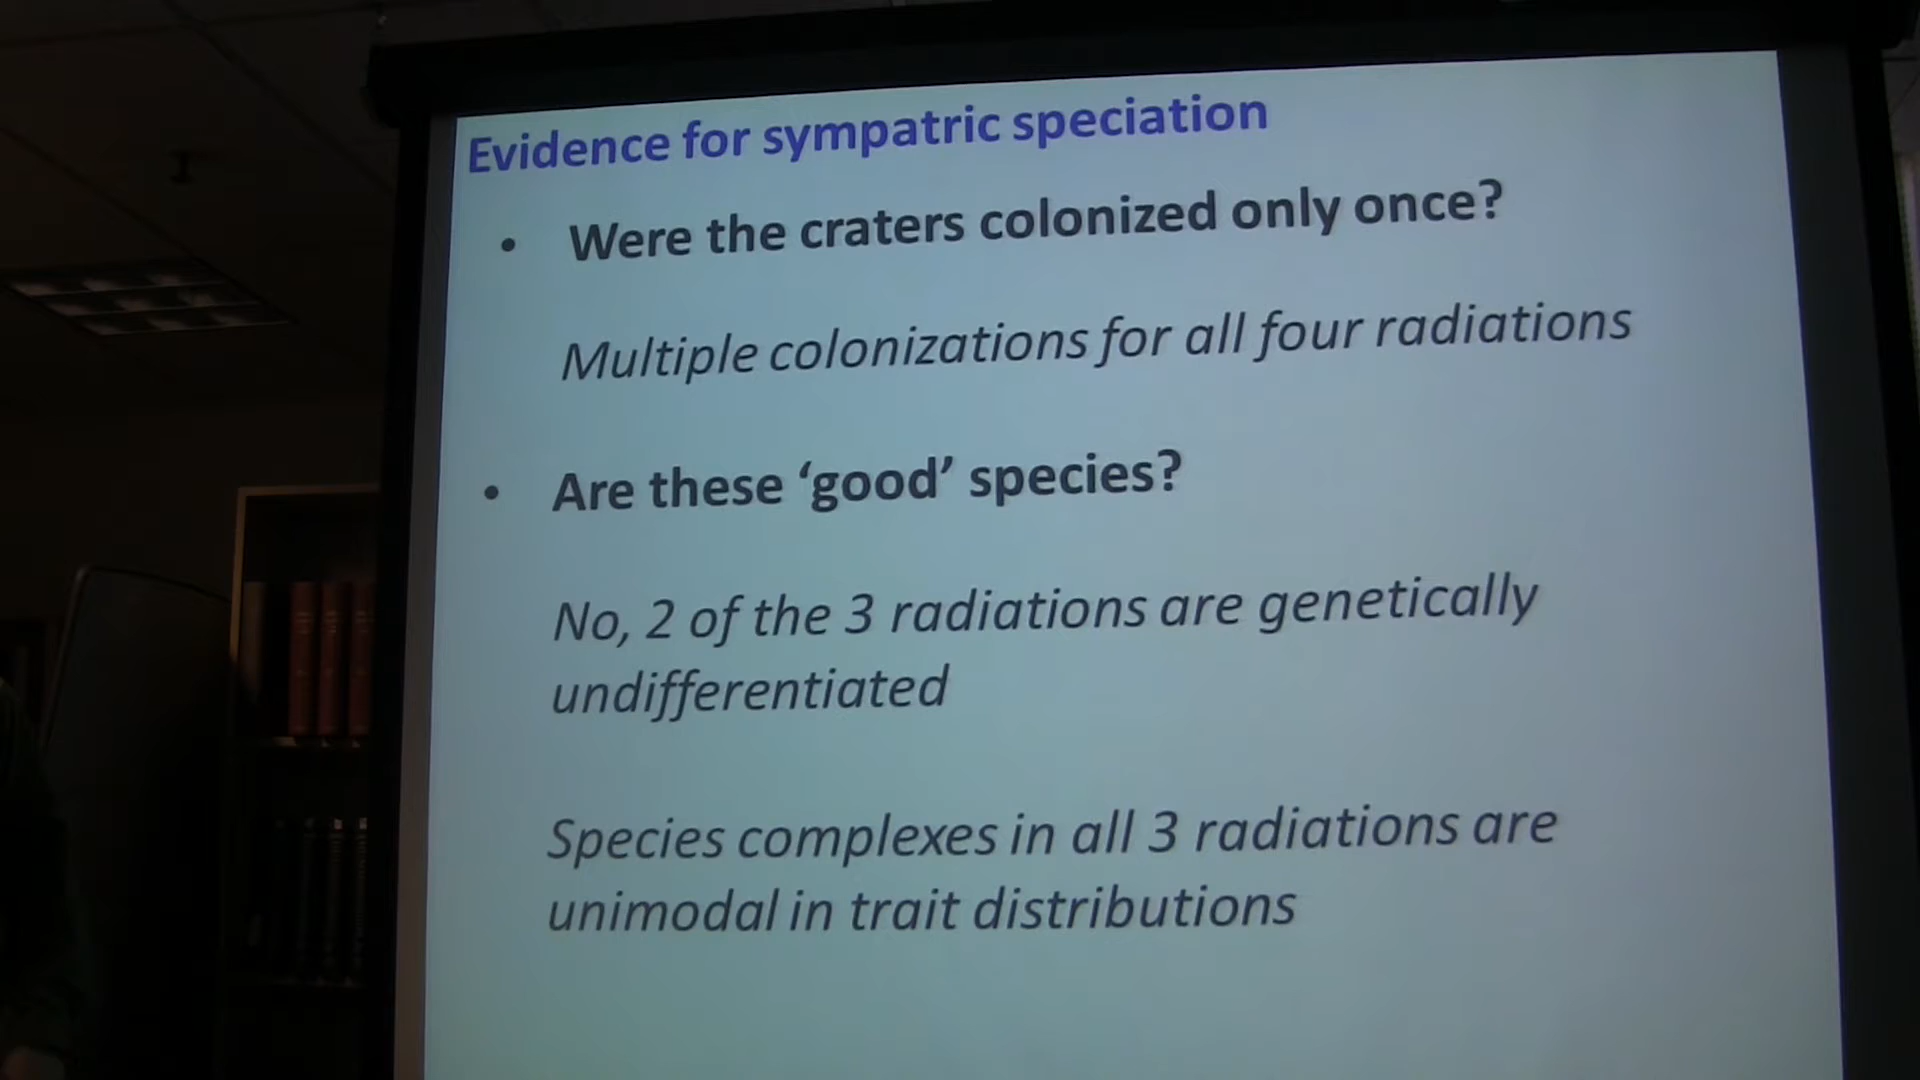 Evidence for sympatric speciation
• Were the craters colonized only once?
Multiple colonizations for all four radiations
• Are these ‘good’ species?
No, 2 of the 3 radiations are genetically
undifferentiated
Species complexes in all 3 radiations are
unimodal in trait distributions